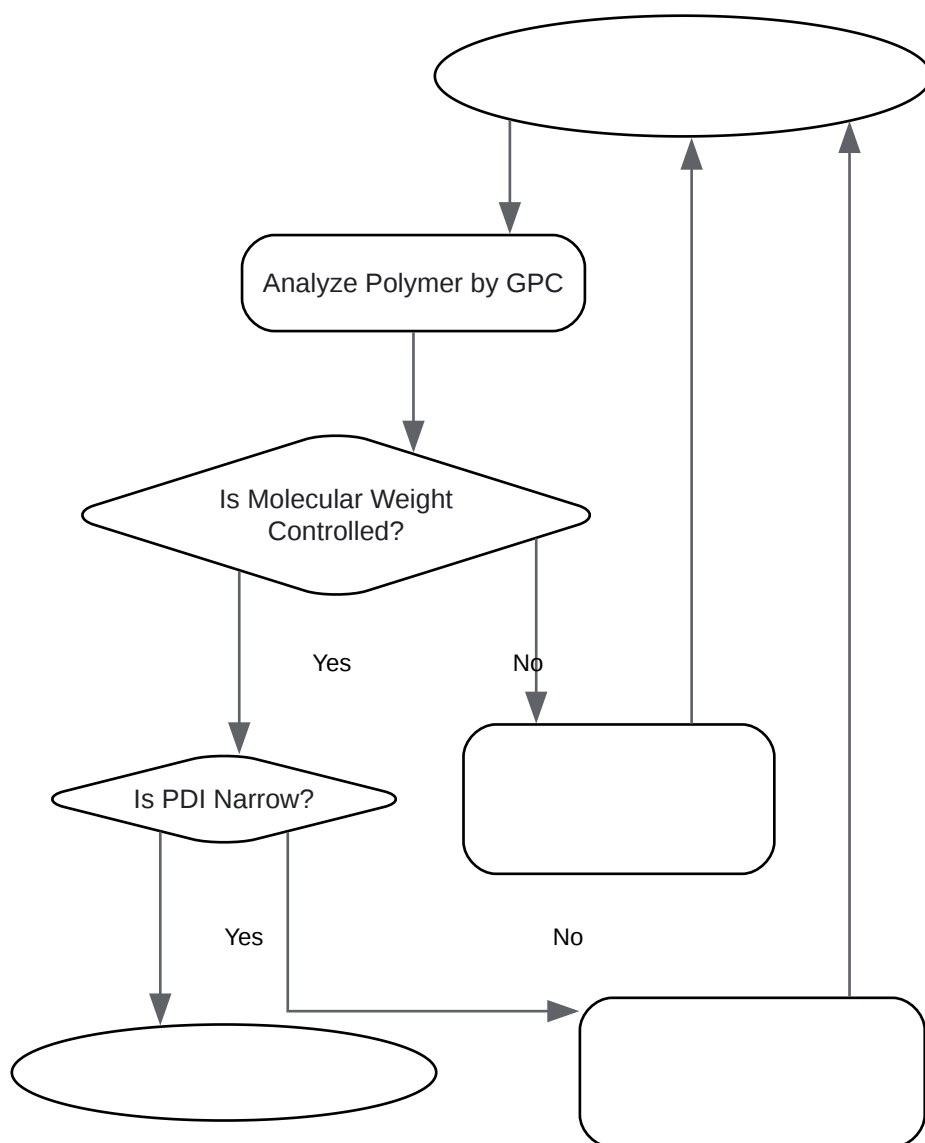 Analyze Polymer by GPC
Is Molecular Weight
Controlled?
Yes
No
Is PDI Narrow?
Yes
No